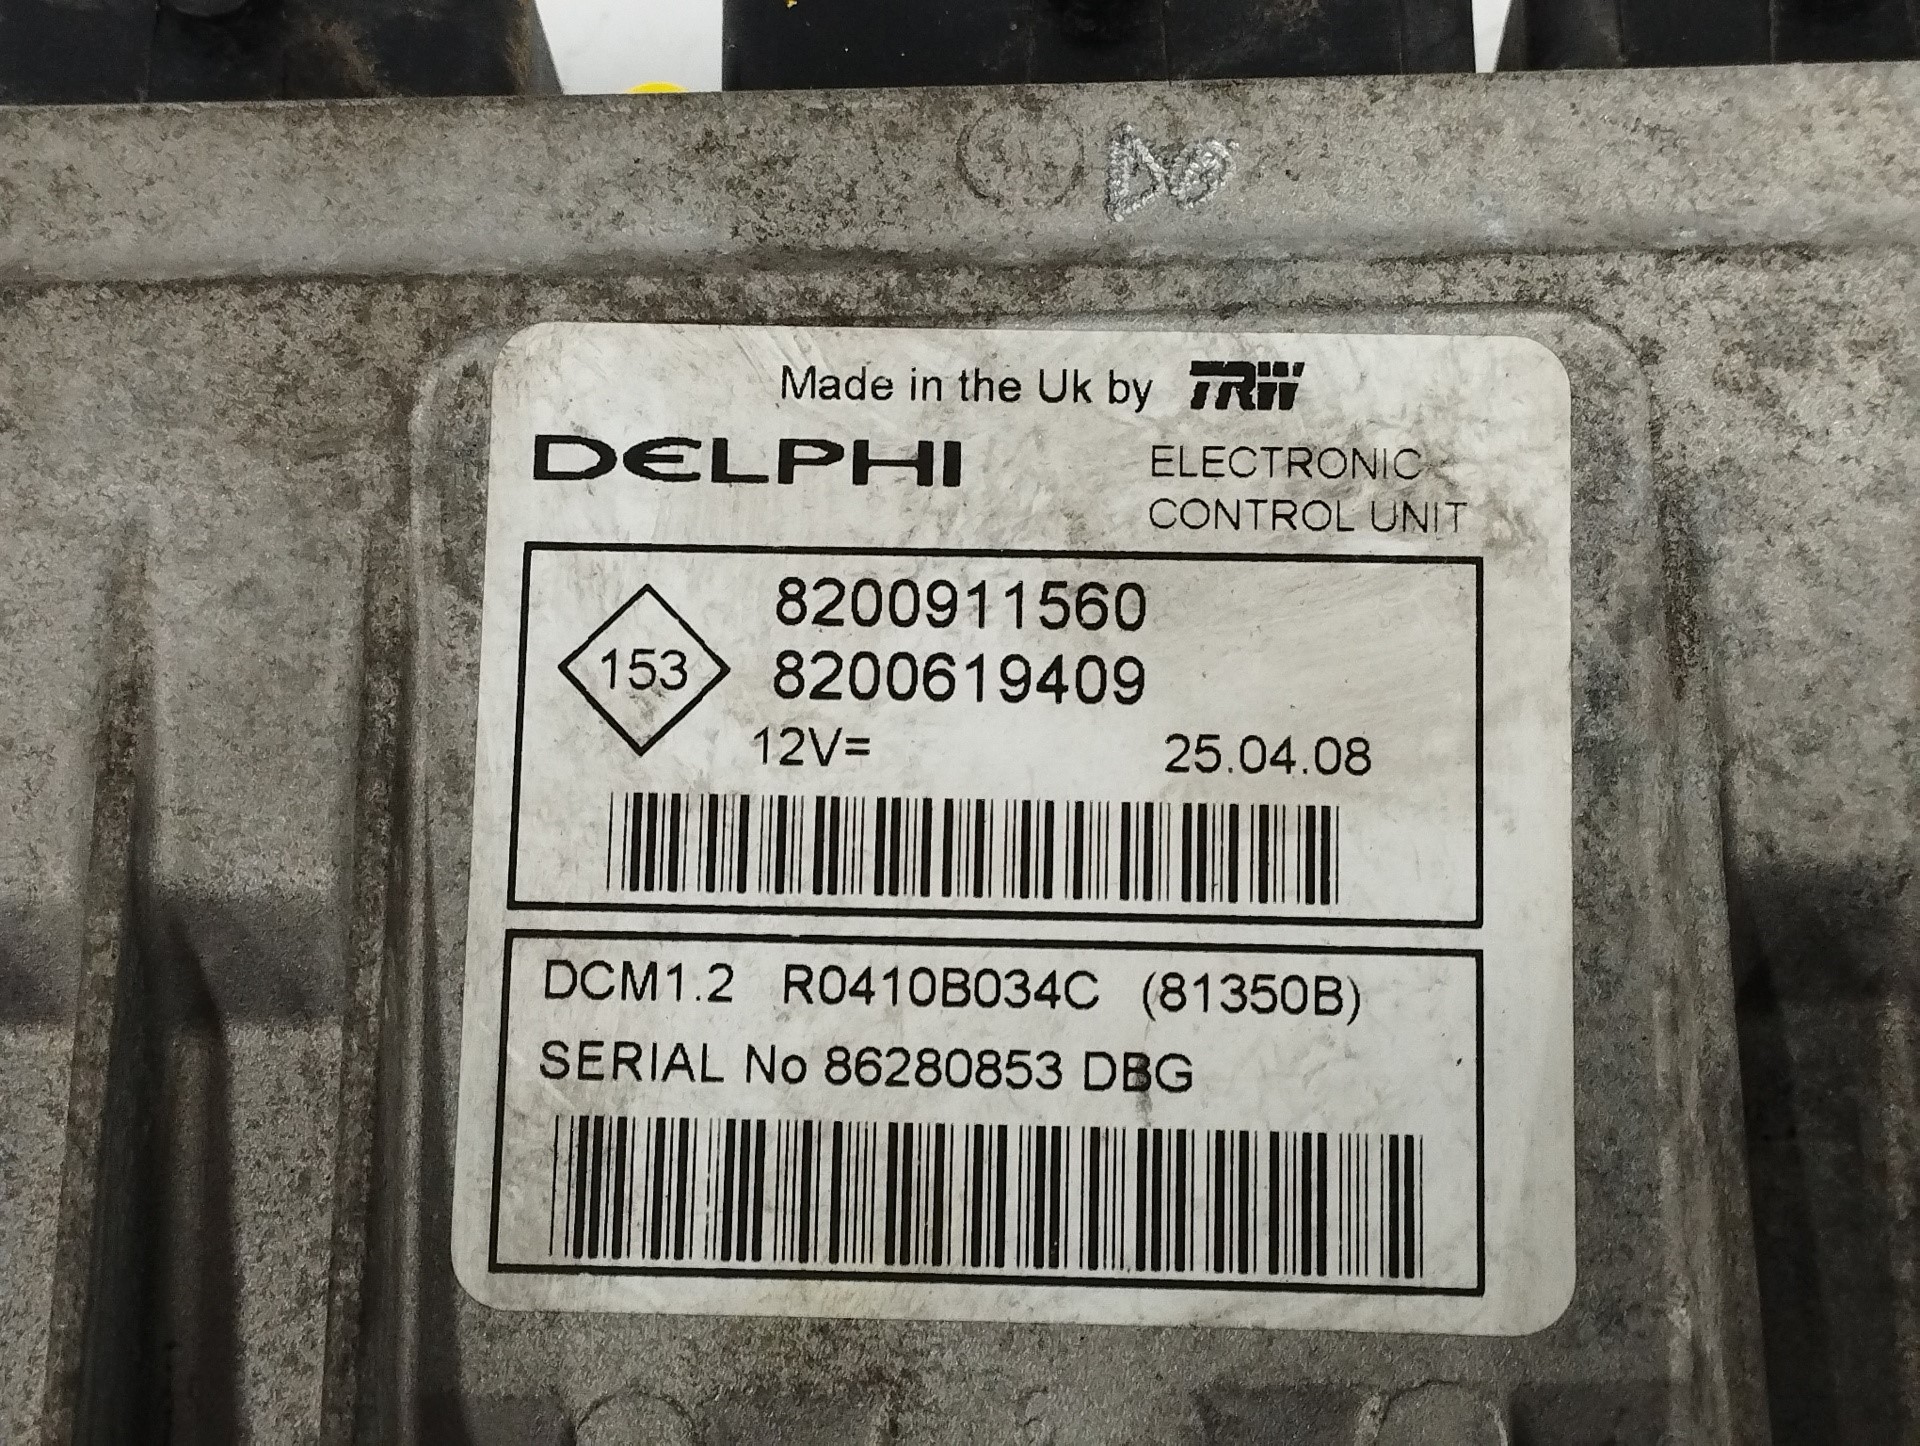 Made in the Uk by TRW
DELPHI
ELECTRONIC
CONTROL UNIT
8200911560
153
8200619409
12V=
25.04.08
DCM1.2 R0410B034C (81350B)
SERIAL No 86280853 DBG